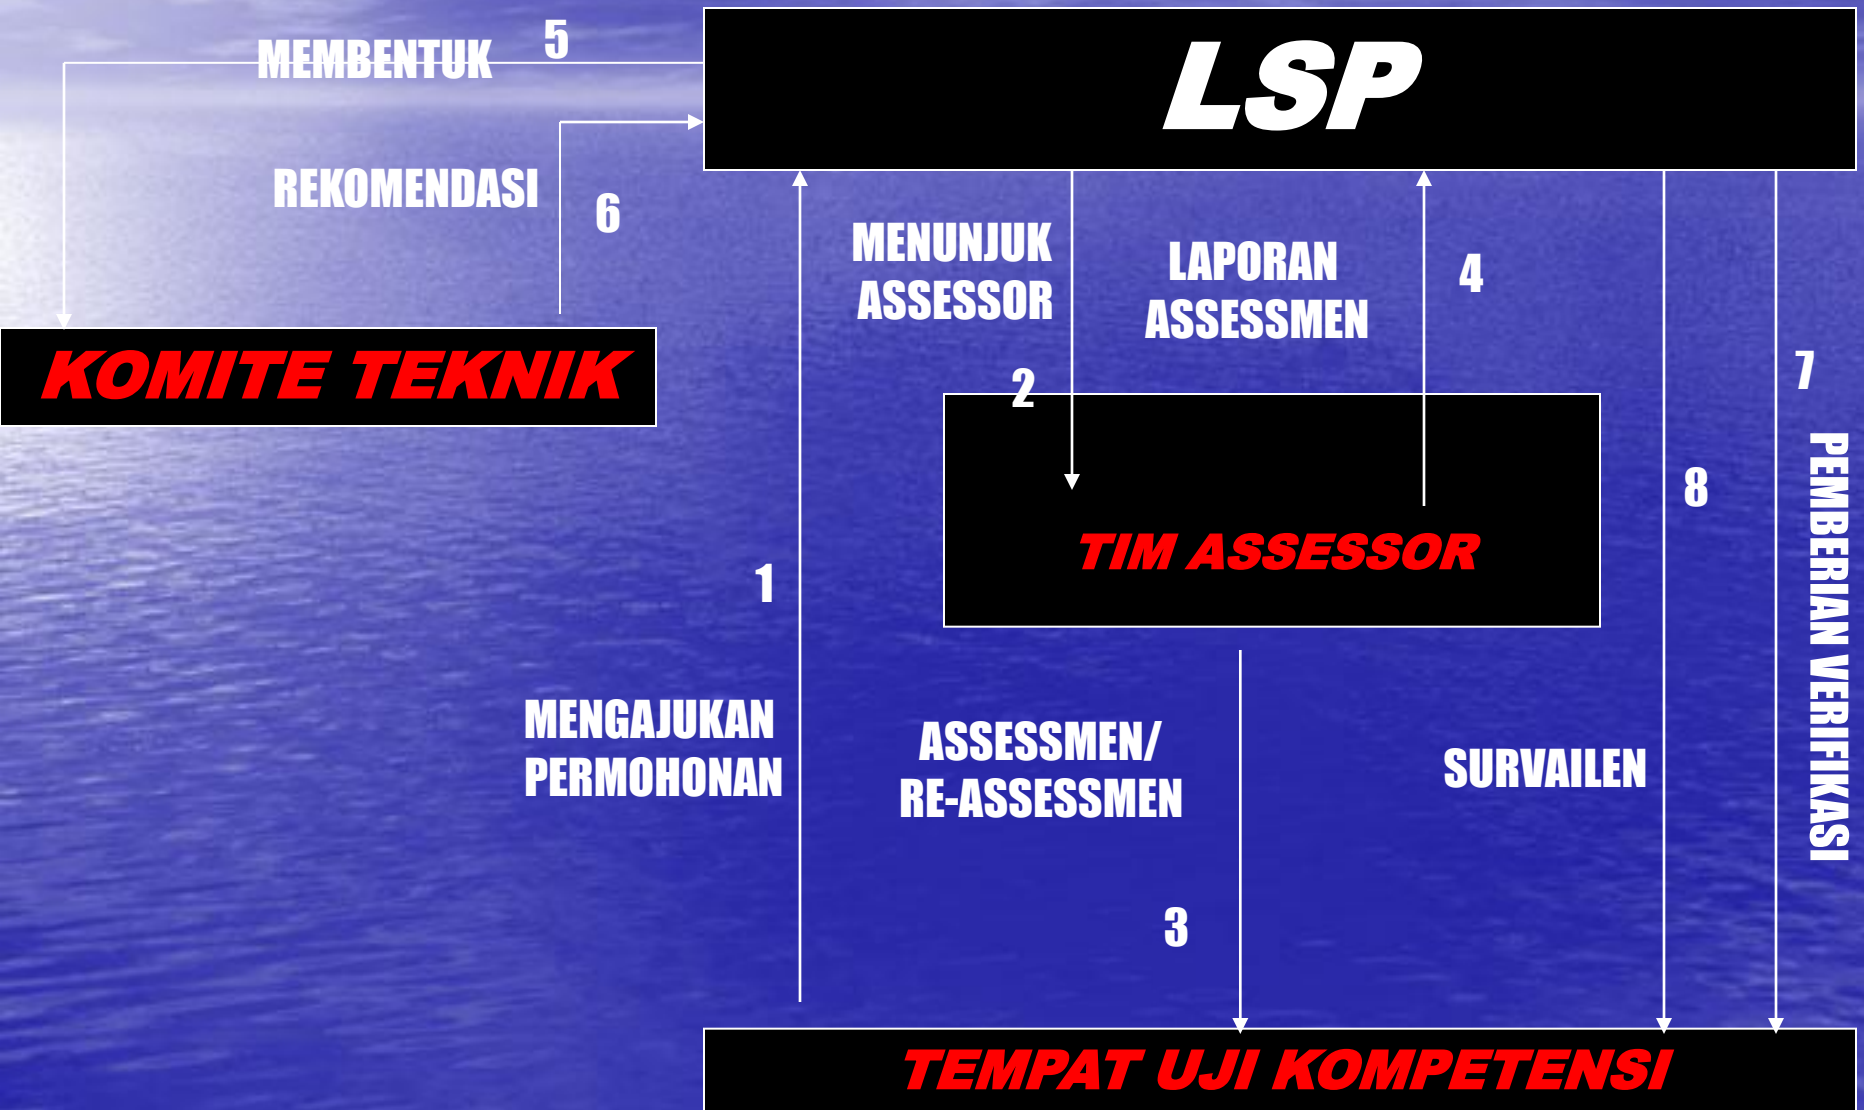 5
MEMBENTUK
LSP
REKOMENDASI
6
MENUNJUK
ASSESSOR
LAPORAN
ASSESSMEN
4
KOMITE TEKNIK
2
7
8
PEMBERIAN VERIFIKASI
TIM ASSESSOR
1
MENGAJUKAN
PERMOHONAN
ASSESSMEN/
RE-ASSESSMEN
SURVAILEN
3
TEMPAT UJI KOMPETENSI